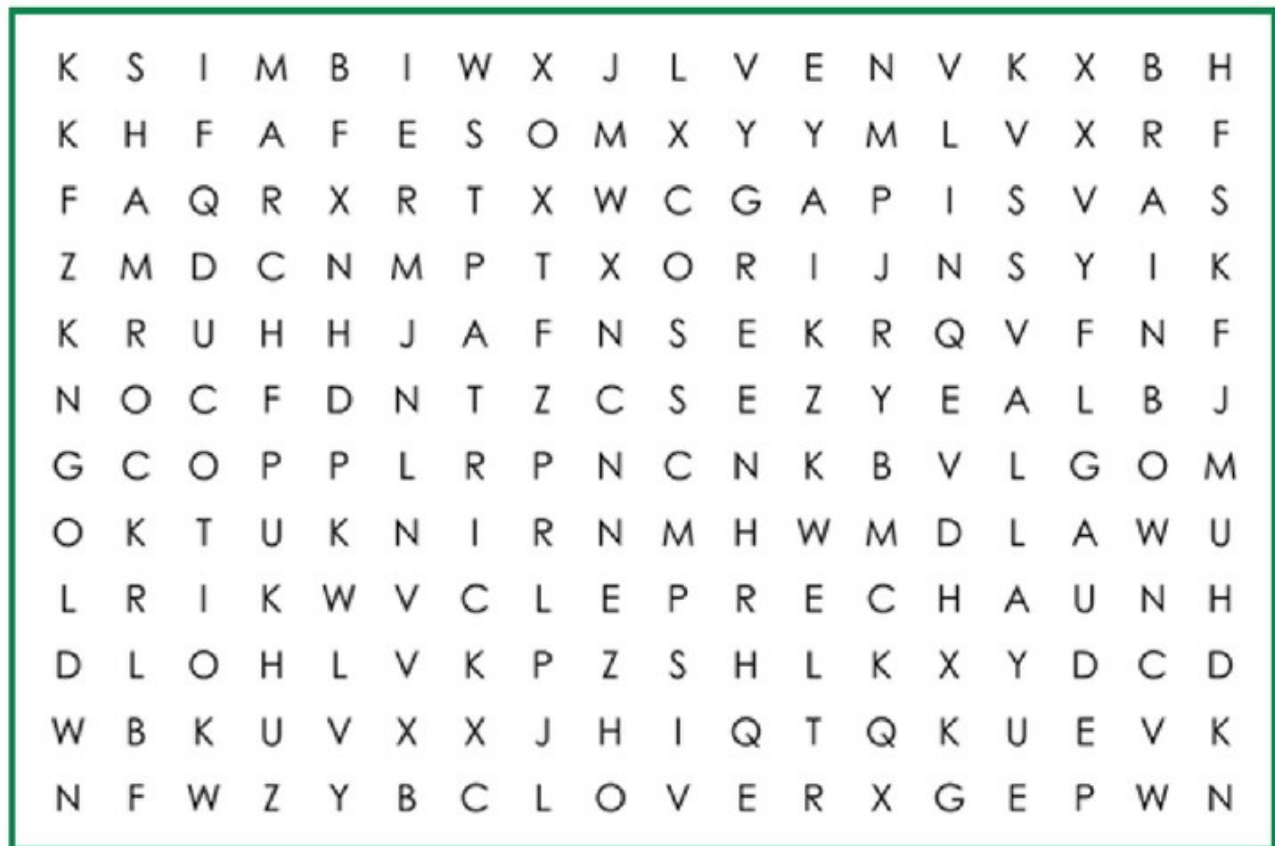 K S I M B I W X J L V E N V K X B H
K H F A F E S O M X Y Y M L V X R F
F A Q R X R T X W C G A P I S V A S
Z M D C N M P T X O R I J N S Y I K
K R U H H J A F N S E K R Q V F N F
N O C F D N T Z C S E Z Y E A L B J
G C O P P L R P N C N K B V L G O M
O K T U K N I R N M H W M D L A W U
L R I K W V C L E P R E C H A U N H
D L O H L V K P Z S H L K X Y D C D
W B K U V X X J H I Q T Q K U E V K
N F W Z Y B C L O V E R X G E P W N